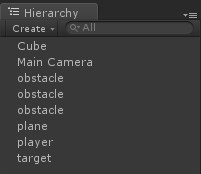 Hierarchy
Create All
Cube
Main Camera
obstacle
obstacle
obstacle
plane
player
target